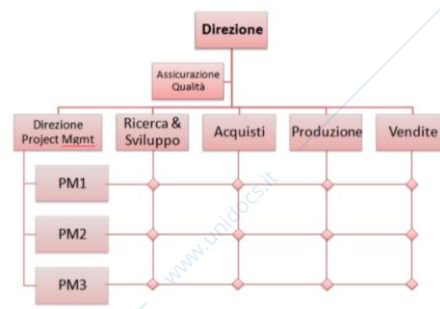 Direzione
Assicurazione
Qualità
Direzione
Project Mgmt
Ricerca &
Sviluppo
Acquisti
Produzione
Vendite
PM1
PM2
PM3
www.unidocs.it